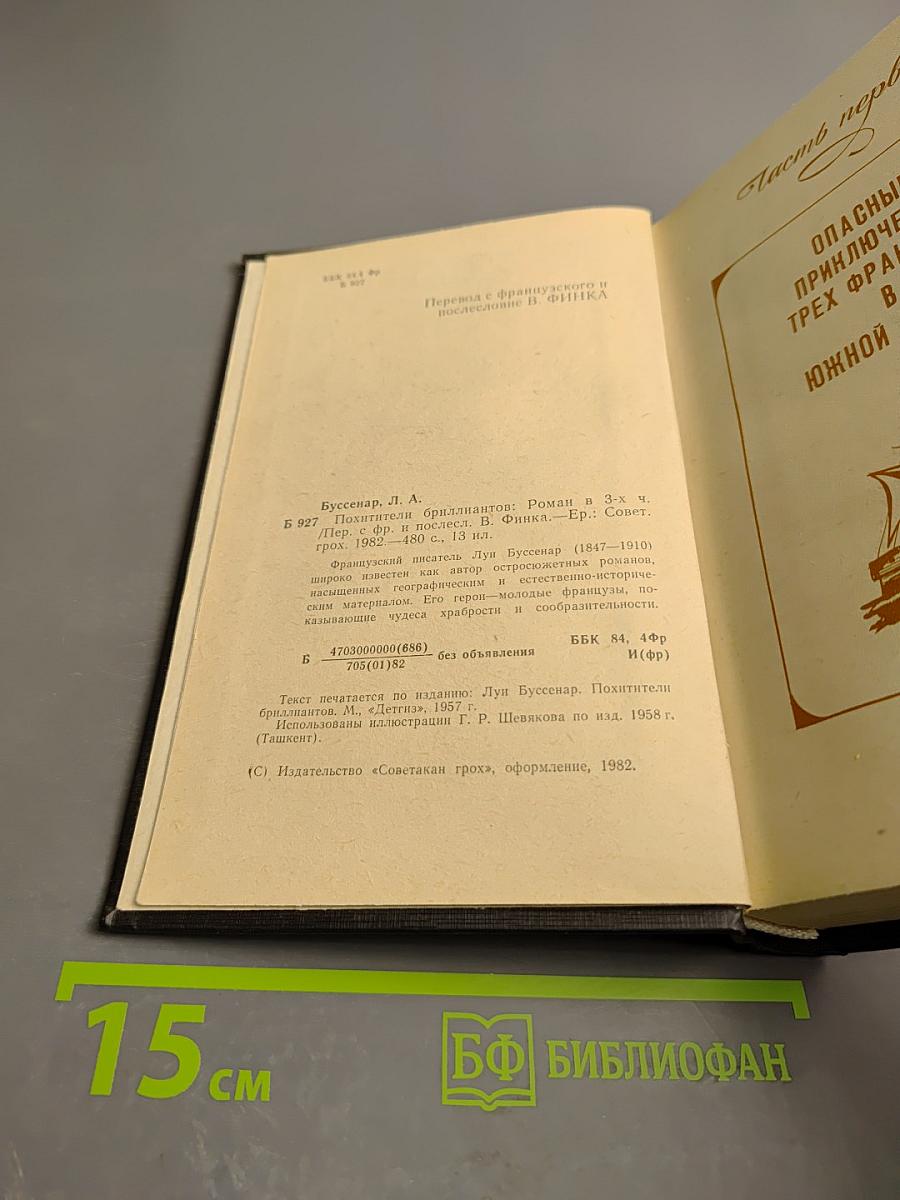 ББК 84.4 Фр
Б 927
Перевод с французского и
послесловие В. ФИНКА
Буссенар, Л. А.
Б 927 Похитители бриллиантов: Роман в 3-х ч.
/Пер. с фр. и послесл. В. Финка.—Ер.: Совет.
грох. 1982.—480 с., 13 ил.
Французский писатель Луи Буссенар (1847—1910)
широко известен как автор остросюжетных романов,
насыщенных географическим и естественно-историче-
ским материалом. Его герои—молодые французы, по-
казывающие чудеса храбрости и сообразительности.
Б 4703000000(686) без объявления ББК 84, 4Фр
705(01)82 И(фр)
Текст печатается по изданию: Луи Буссенар. Похитители
бриллиантов. М., «Детгиз», 1957 г.
Использованы иллюстрации Г. Р. Шевякова по изд. 1958 г.
(Ташкент).
(С) Издательство «Советакан грох», оформление, 1982.
Часть перв
ОПАСНЫ
ПРИКЛЮЧЕ
ТРЕХ ФРАН
В
ЮЖНОЙ
15 см
БФ БИБЛИОФАН